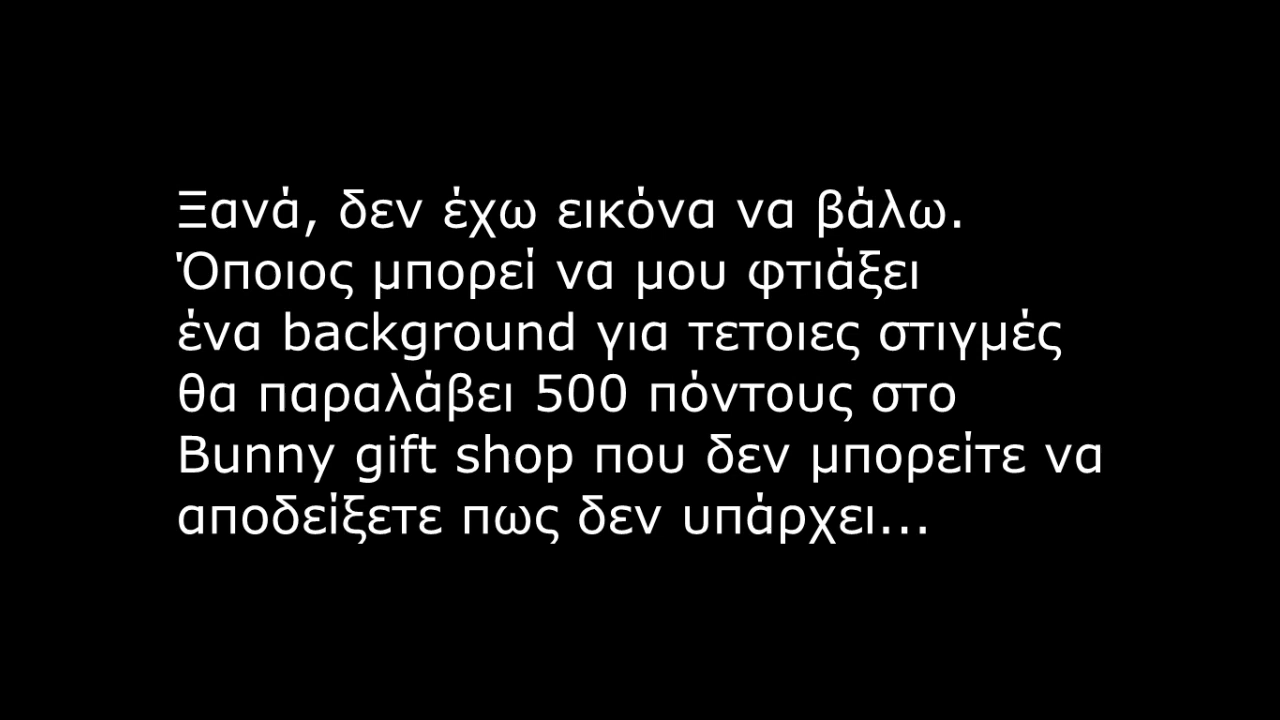 Ξανά, δεν έχω εικόνα να βάλω.
Όποιος μπορεί να μου φτιάξει
ένα background για τετοιες στιγμές
θα παραλάβει 500 πόντους στο
Bunny gift shop που δεν μπορείτε να
αποδείξετε πως δεν υπάρχει...